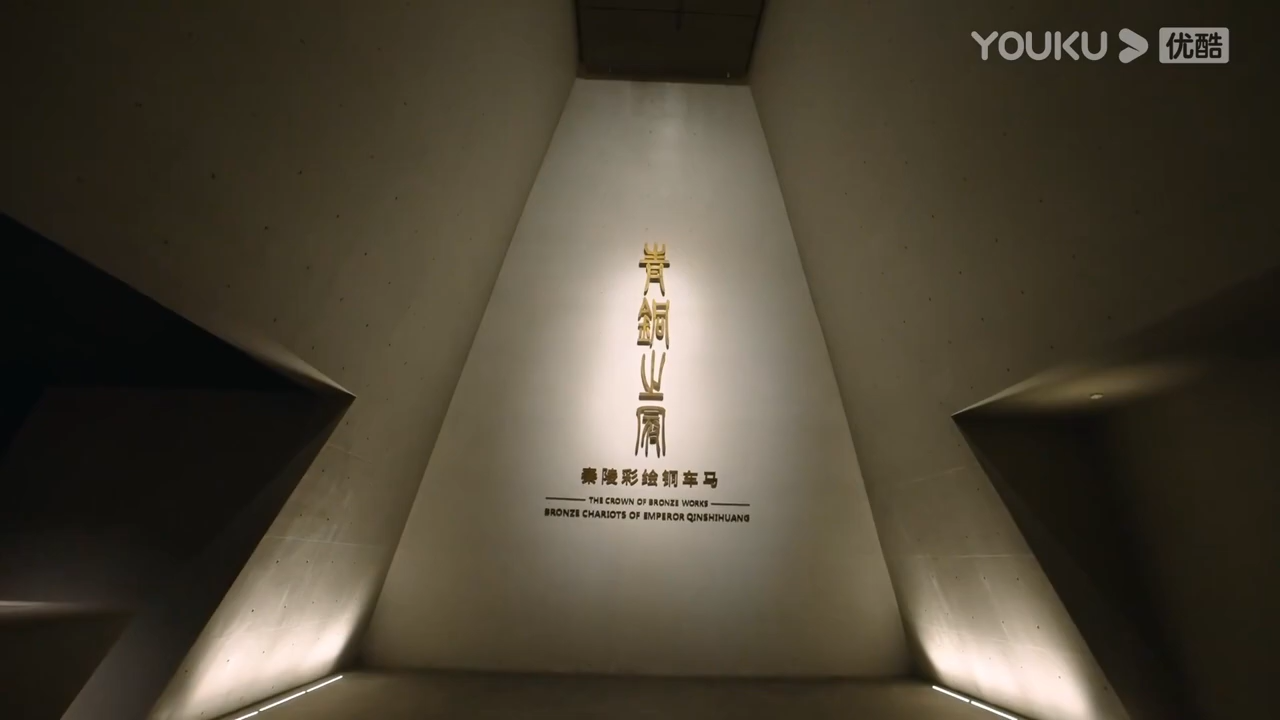 YOUKU 优酷
青銅之冠
秦陵彩绘铜车马
THE CROWN OF BRONZE WORKS
BRONZE CHARIOTS OF EMPEROR QINSHIHUANG